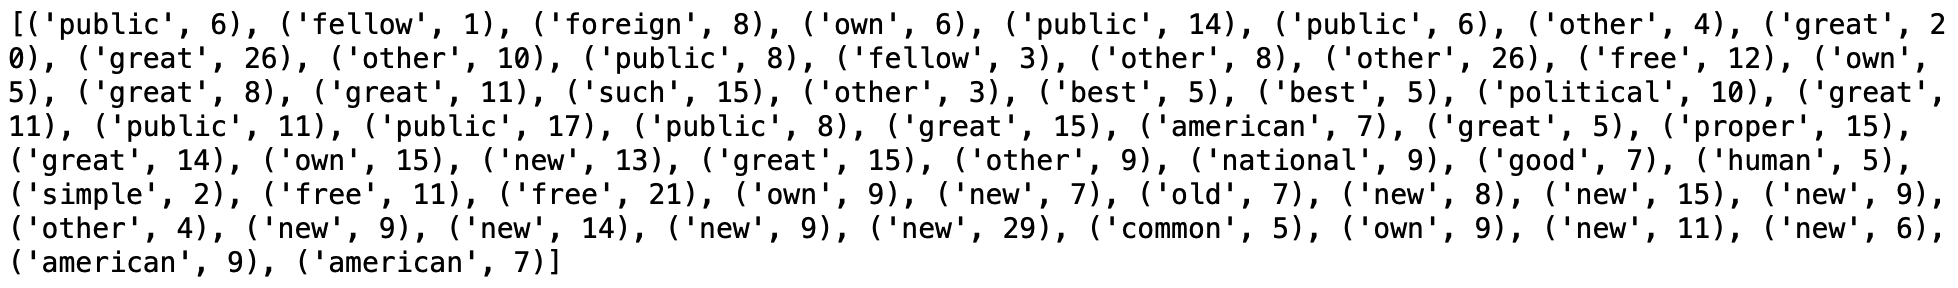 [('public', 6), ('fellow', 1), ('foreign', 8), ('own', 6), ('public', 14), ('public', 6), ('other', 4), ('great', 2
0), ('great', 26), ('other', 10), ('public', 8), ('fellow', 3), ('other', 8), ('other', 26), ('free', 12), ('own',
5), ('great', 8), ('great', 11), ('such', 15), ('other', 3), ('best', 5), ('best', 5), ('political', 10), ('great',
11), ('public', 11), ('public', 17), ('public', 8), ('great', 15), ('american', 7), ('great', 5), ('proper', 15),
('great', 14), ('own', 15), ('new', 13), ('great', 15), ('other', 9), ('national', 9), ('good', 7), ('human', 5),
('simple', 2), ('free', 11), ('free', 21), ('own', 9), ('new', 7), ('old', 7), ('new', 8), ('new', 15), ('new', 9),
('other', 4), ('new', 9), ('new', 14), ('new', 9), ('new', 29), ('common', 5), ('own', 9), ('new', 11), ('new', 6),
('american', 9), ('american', 7)]